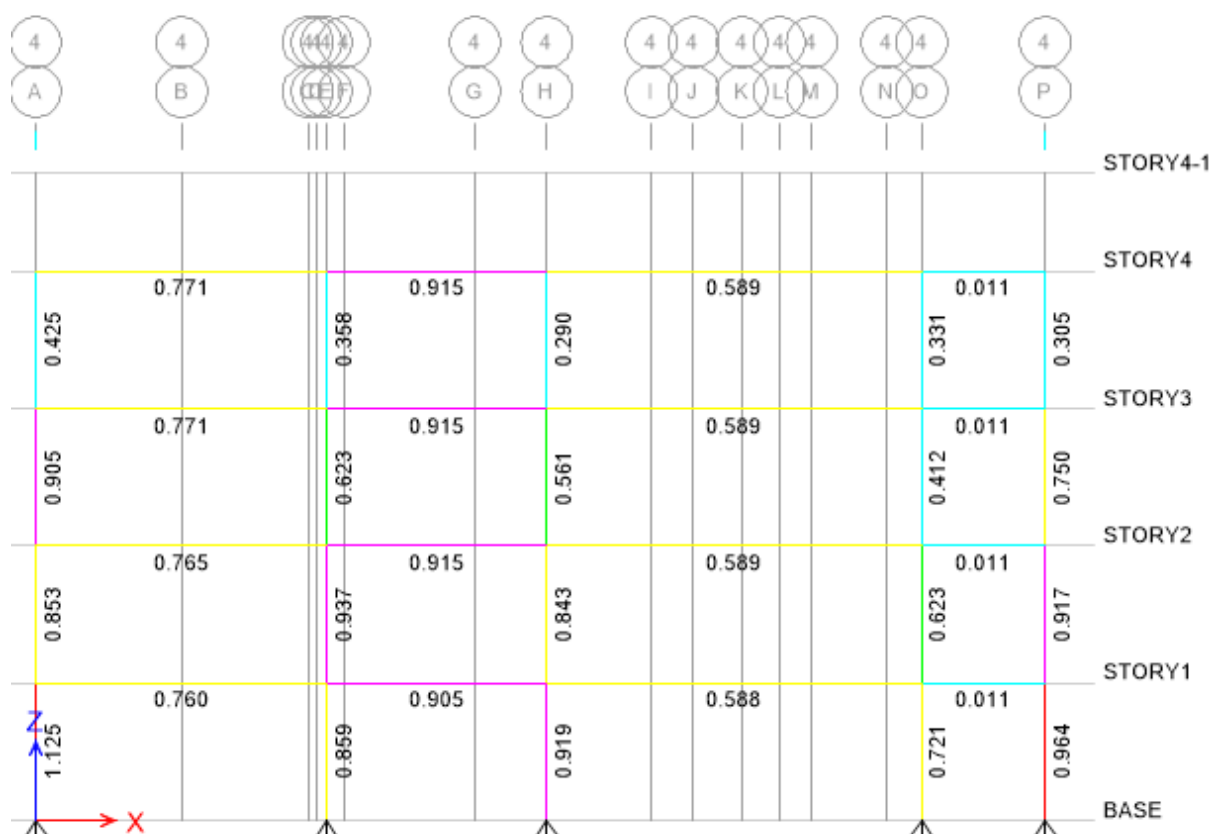 4 4 4 4 4 4 4 4 4 4 4 4 4 4 4 4
A B C D E F G H I J K L M N O P
STORY4-1
STORY4
0.771 0.915 0.589 0.011
0.425 0.358 0.290 0.331 0.305
STORY3
0.771 0.915 0.589 0.011
0.905 0.623 0.561 0.412 0.750
STORY2
0.765 0.915 0.589 0.011
0.853 0.937 0.843 0.623 0.917
STORY1
0.760 0.905 0.588 0.011
Z
1.125 0.859 0.919 0.721 0.964
BASE
X